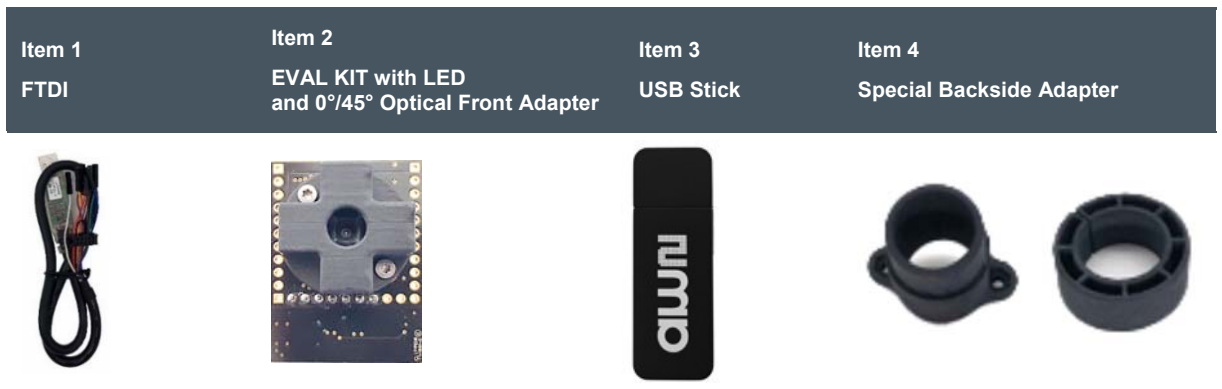 Item 1
FTDI
Item 2
EVAL KIT with LED
and 0°/45° Optical Front Adapter
Item 3
USB Stick
Item 4
Special Backside Adapter
amun